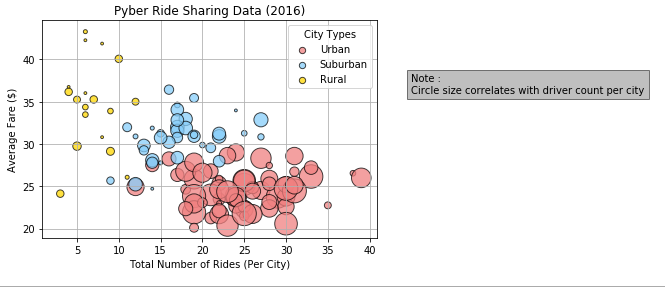 Pyber Ride Sharing Data (2016)
City Types
Urban
Suburban
Rural
Note :
Circle size correlates with driver count per city
Average Fare ($)
40
35
30
25
20
5 10 15 20 25 30 35 40
Total Number of Rides (Per City)